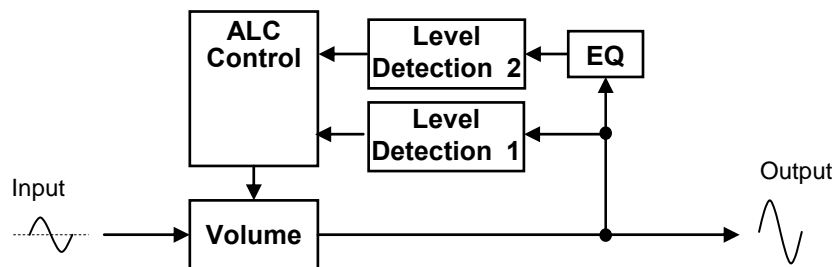 ALC
Control
Level
Detection 2
EQ
Level
Detection 1
Input
Output
Volume